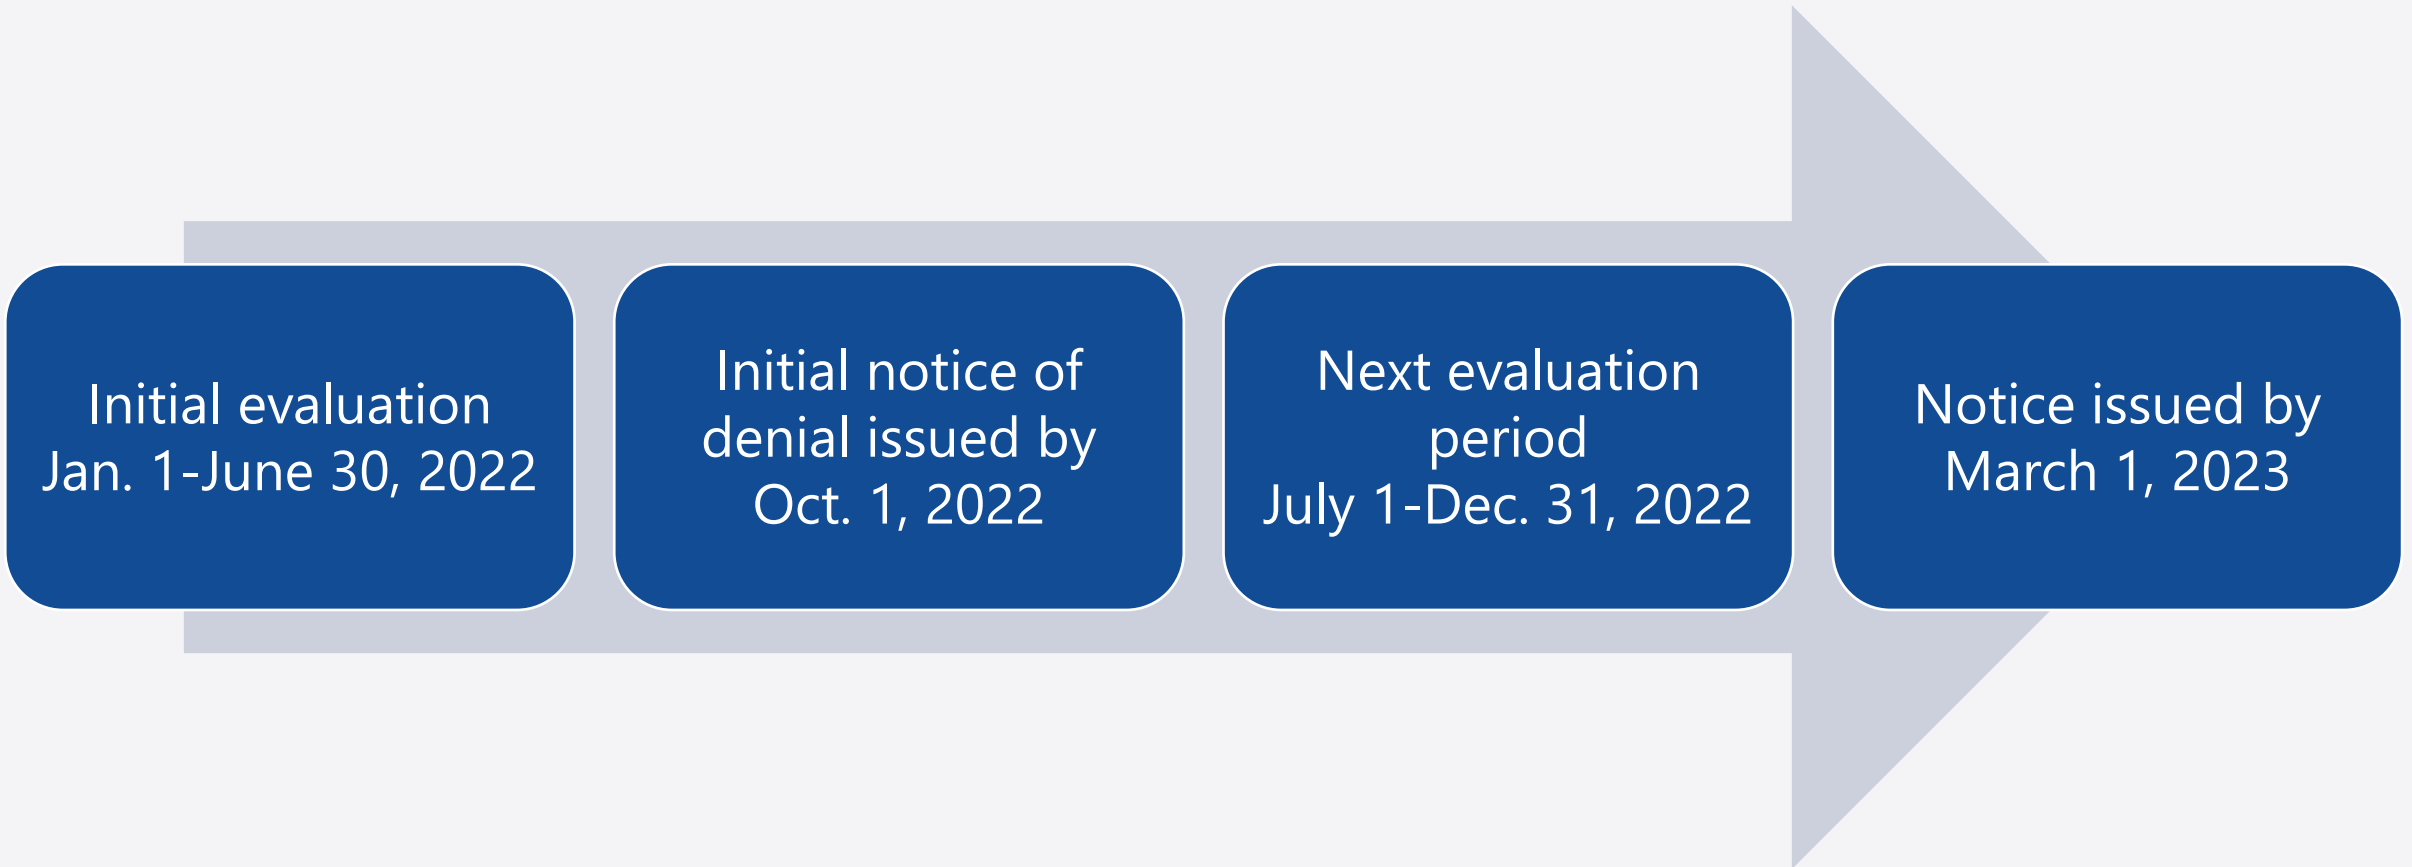 Initial evaluation
Jan. 1-June 30, 2022
Initial notice of
denial issued by
Oct. 1, 2022
Next evaluation
period
July 1-Dec. 31, 2022
Notice issued by
March 1, 2023